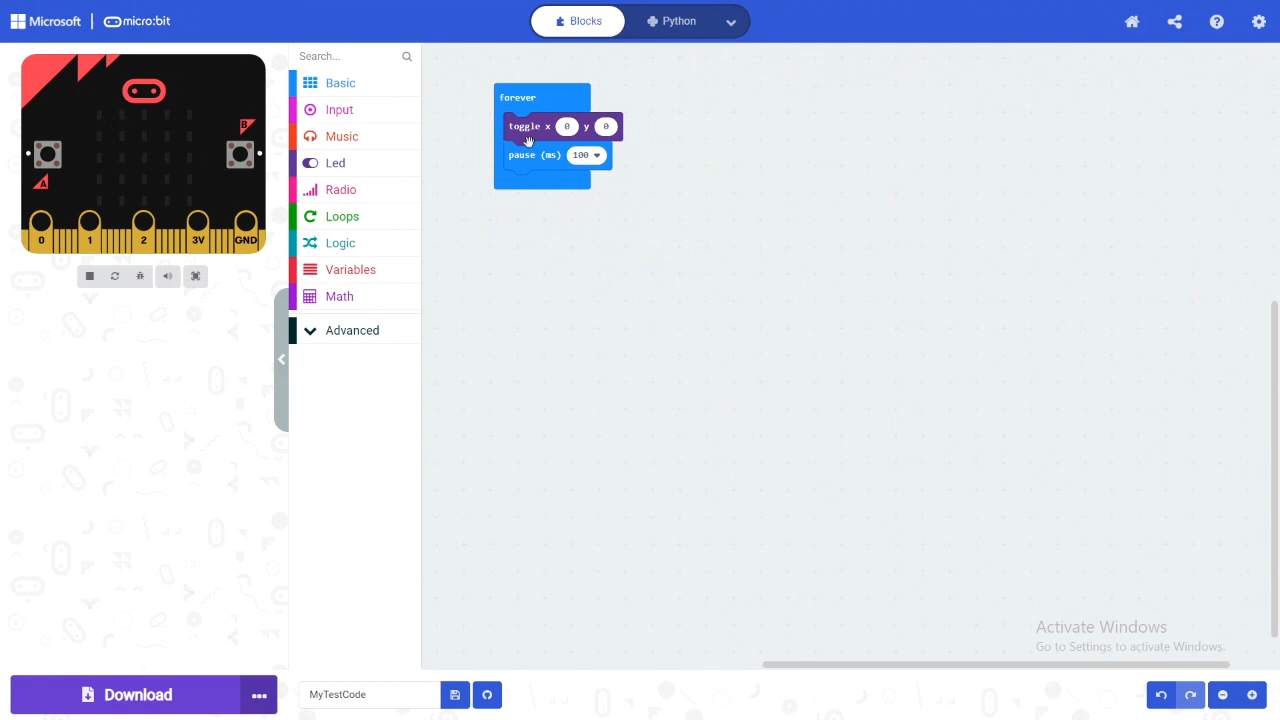 Microsoft micro:bit
Blocks
Python
Search...
Basic
Input
Music
Led
Radio
Loops
Logic
Variables
Math
Advanced
B
A
0 1 2 3V GND
forever
toggle x 0 y 0
pause (ms) 100
Activate Windows
Go to Settings to activate Windows.
Download
MyTestCode